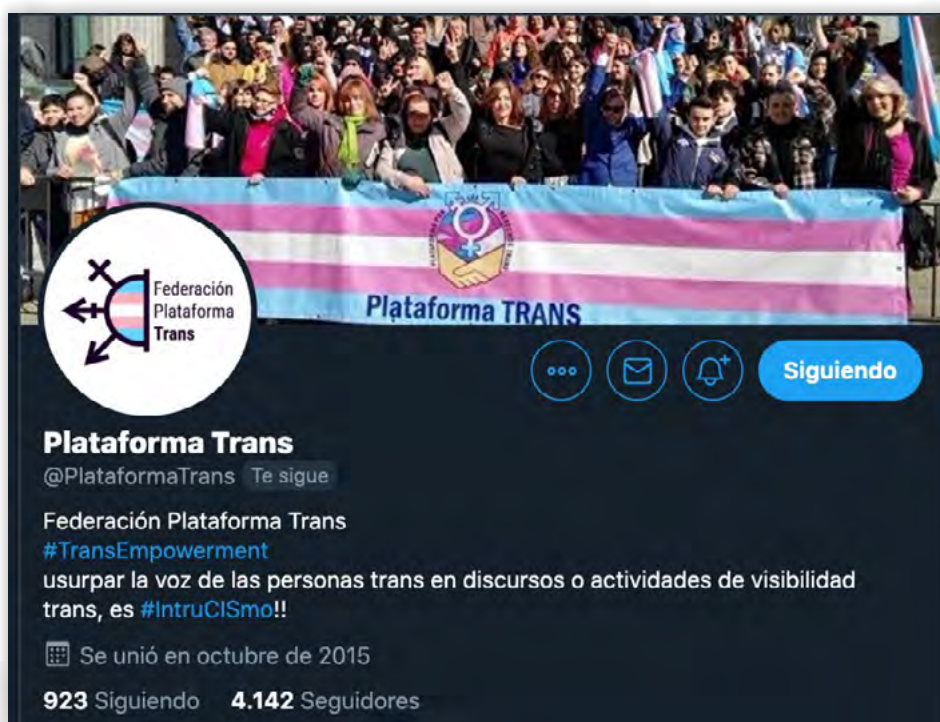 Plataforma TRANS
Federación
Plataforma
Trans
Siguiendo
Plataforma Trans
@PlataformaTrans Te sigue
Federación Plataforma Trans
#TransEmpowerment
usurpar la voz de las personas trans en discursos o actividades de visibilidad
trans, es #IntruCISmo!!
Se unió en octubre de 2015
923 Siguiendo 4.142 Seguidores